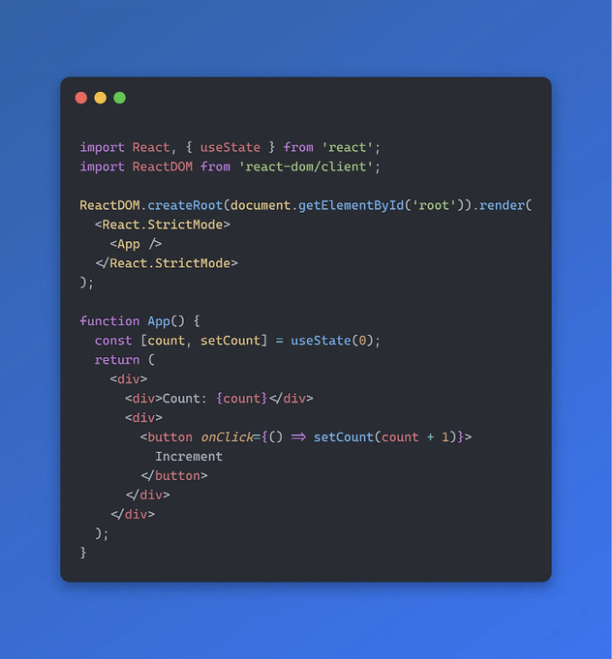 import React, { useState } from 'react';
import ReactDOM from 'react-dom/client';

ReactDOM.createRoot(document.getElementById('root')).render(
  <React.StrictMode>
    <App />
  </React.StrictMode>
);

function App() {
  const [count, setCount] = useState(0);
  return (
    <div>
      <div>Count: {count}</div>
      <div>
        <button onClick={() => setCount(count + 1)}>
          Increment
        </button>
      </div>
    </div>
  );
}